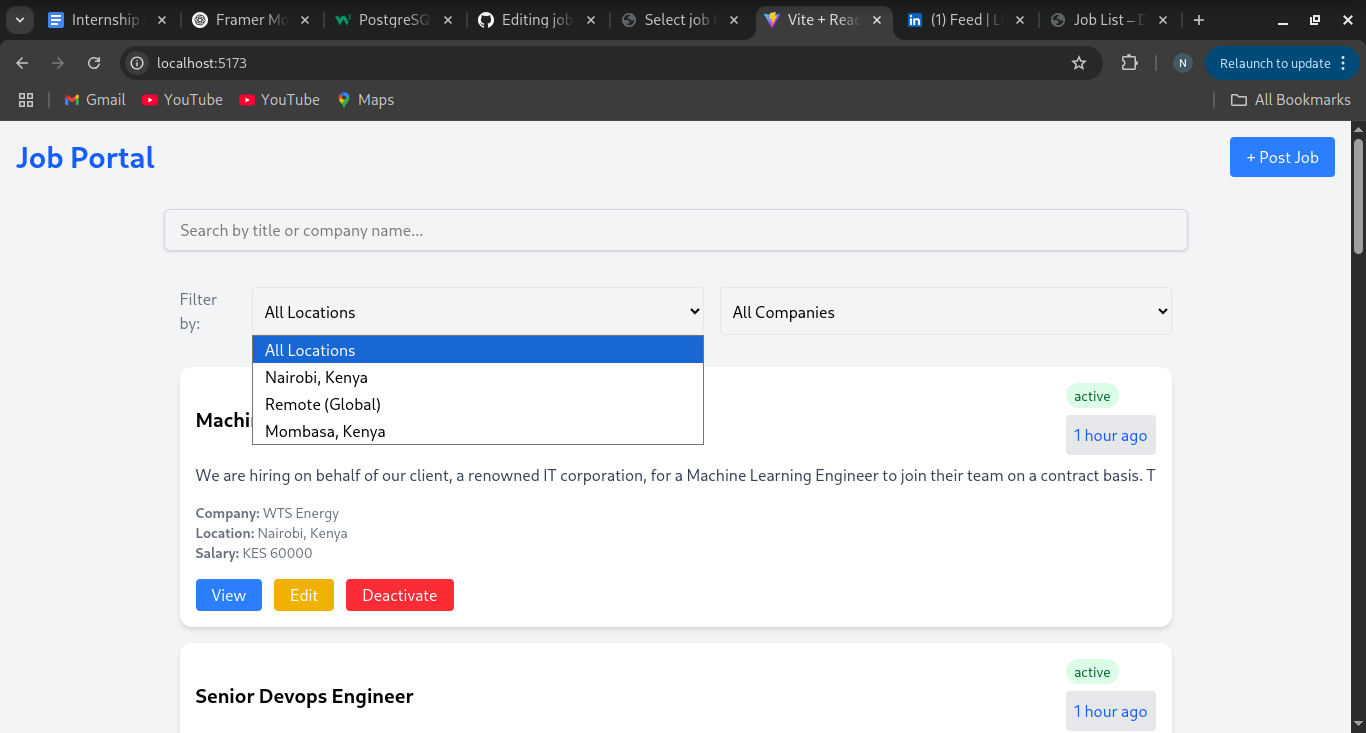 Internship
Framer Mo
PostgreSQ
Editing job
Select job t
Vite + Reac
(1) Feed | Li
Job List – D
localhost:5173
N
Relaunch to update
Gmail
YouTube
YouTube
Maps
All Bookmarks
Job Portal
+ Post Job
Search by title or company name...
Filter by:
All Locations
All Companies
All Locations
Nairobi, Kenya
Remote (Global)
Mombasa, Kenya
Machi
active
1 hour ago
We are hiring on behalf of our client, a renowned IT corporation, for a Machine Learning Engineer to join their team on a contract basis. T
Company: WTS Energy
Location: Nairobi, Kenya
Salary: KES 60000
View
Edit
Deactivate
Senior Devops Engineer
active
1 hour ago